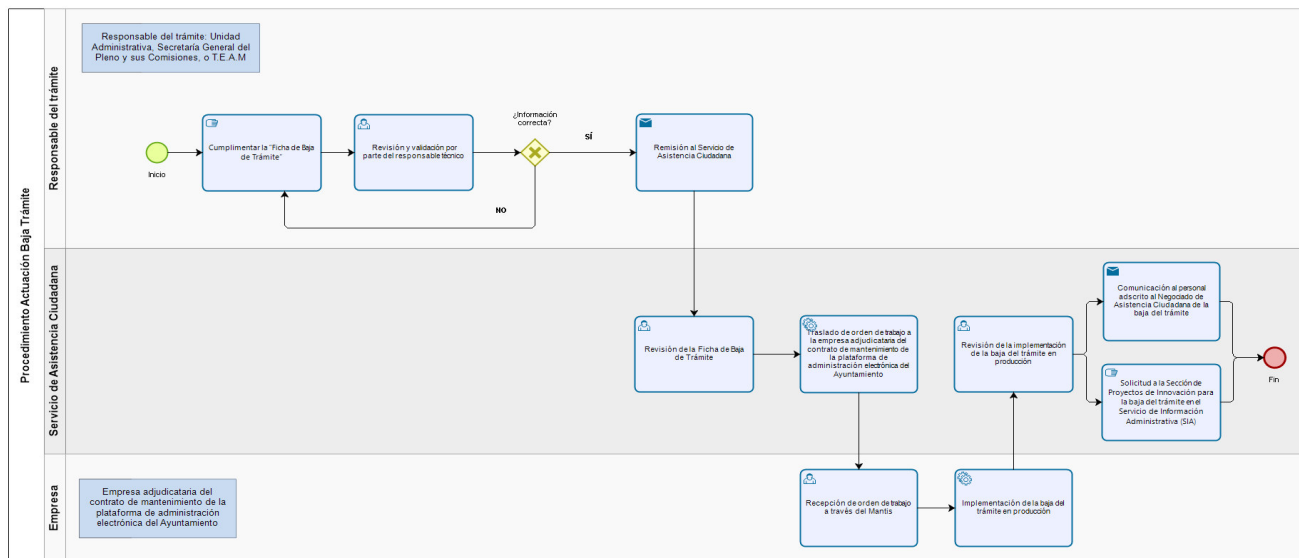 Procedimiento Actuación Baja Trámite
Responsable del trámite
Responsable del trámite: Unidad
Administrativa, Secretaría General del
Pleno y sus Comisiones, o T.E.A.M
Inicio
Cumplimentar la "Ficha de Baja
de Trámite"
Revisión y validación por
parte del responsable técnico
¿Información
correcta?
SÍ
NO
Remisión al Servicio de
Asistencia Ciudadana
Servicio de Asistencia Ciudadana
Revisión de la Ficha de Baja
de Trámite
Traslado de orden de trabajo a
la empresa adjudicataria del
contrato de mantenimiento de
la plataforma de
administración electrónica del
Ayuntamiento
Revisión de la implementación
de la baja del trámite en
producción
Comunicación al personal
adscrito al Negociado de
Asistencia Ciudadana de la
baja del trámite
Solicitud a la Sección de
Proyectos de Innovación para
la baja del trámite en el
Servicio de Información
Administrativa (SIA)
Fin
Empresa
Empresa adjudicataria del
contrato de mantenimiento de la
plataforma de administración
electrónica del Ayuntamiento
Recepción de orden de trabajo
a través del Mantis
Implementación de la baja del
trámite en producción